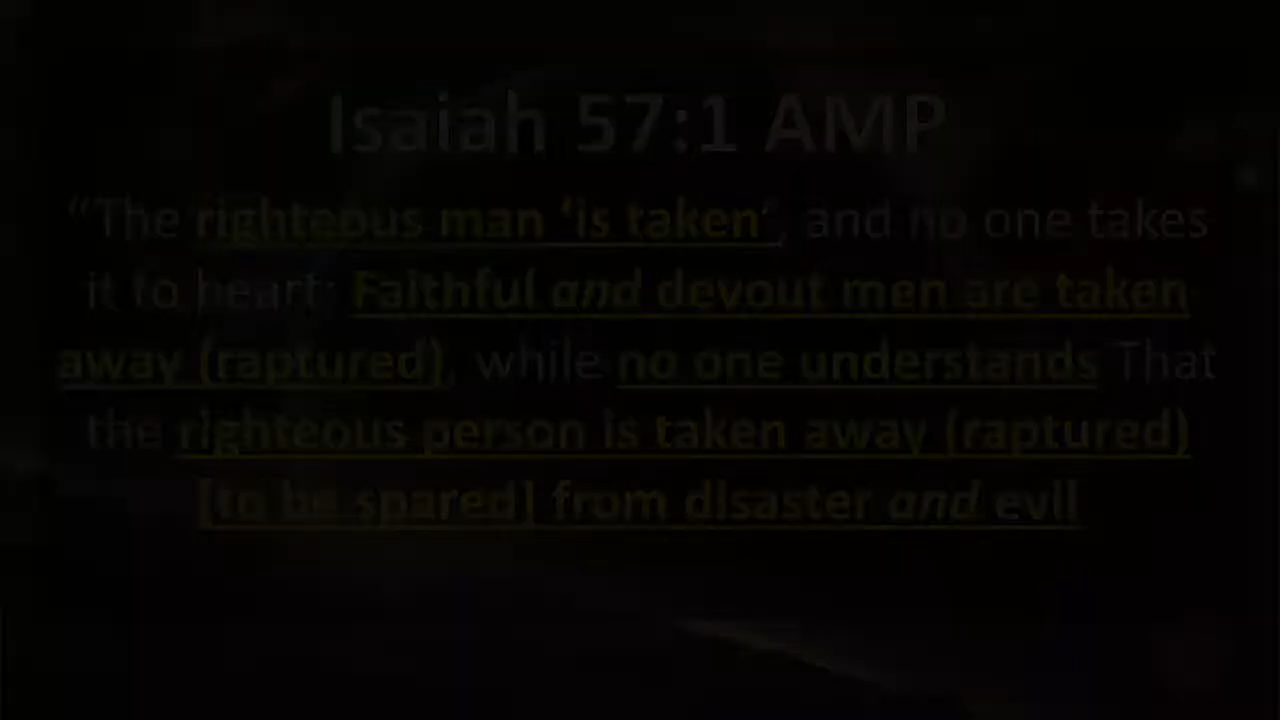 Isaiah 57:1 AMP
“The righteous man ‘is taken’, and no one takes
it to heart; Faithful and devout men are taken
away (raptured), while no one understands That
the righteous person is taken away (raptured)
[to be spared] from disaster and evil